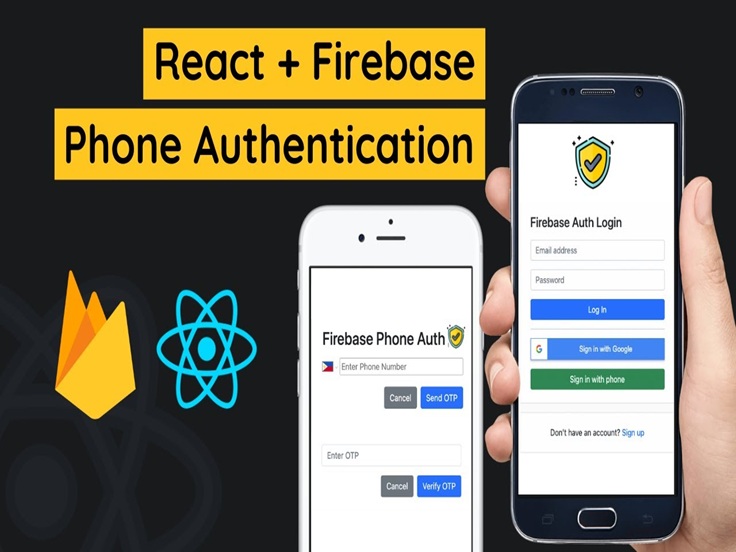 React + Firebase
Phone Authentication
Firebase Auth Login
Email address
Password
Log In
G
Sign in with Google
Sign in with phone
Don't have an account? Sign up
Firebase Phone Auth
Enter Phone Number
Cancel
Send OTP
Enter OTP
Cancel
Verify OTP